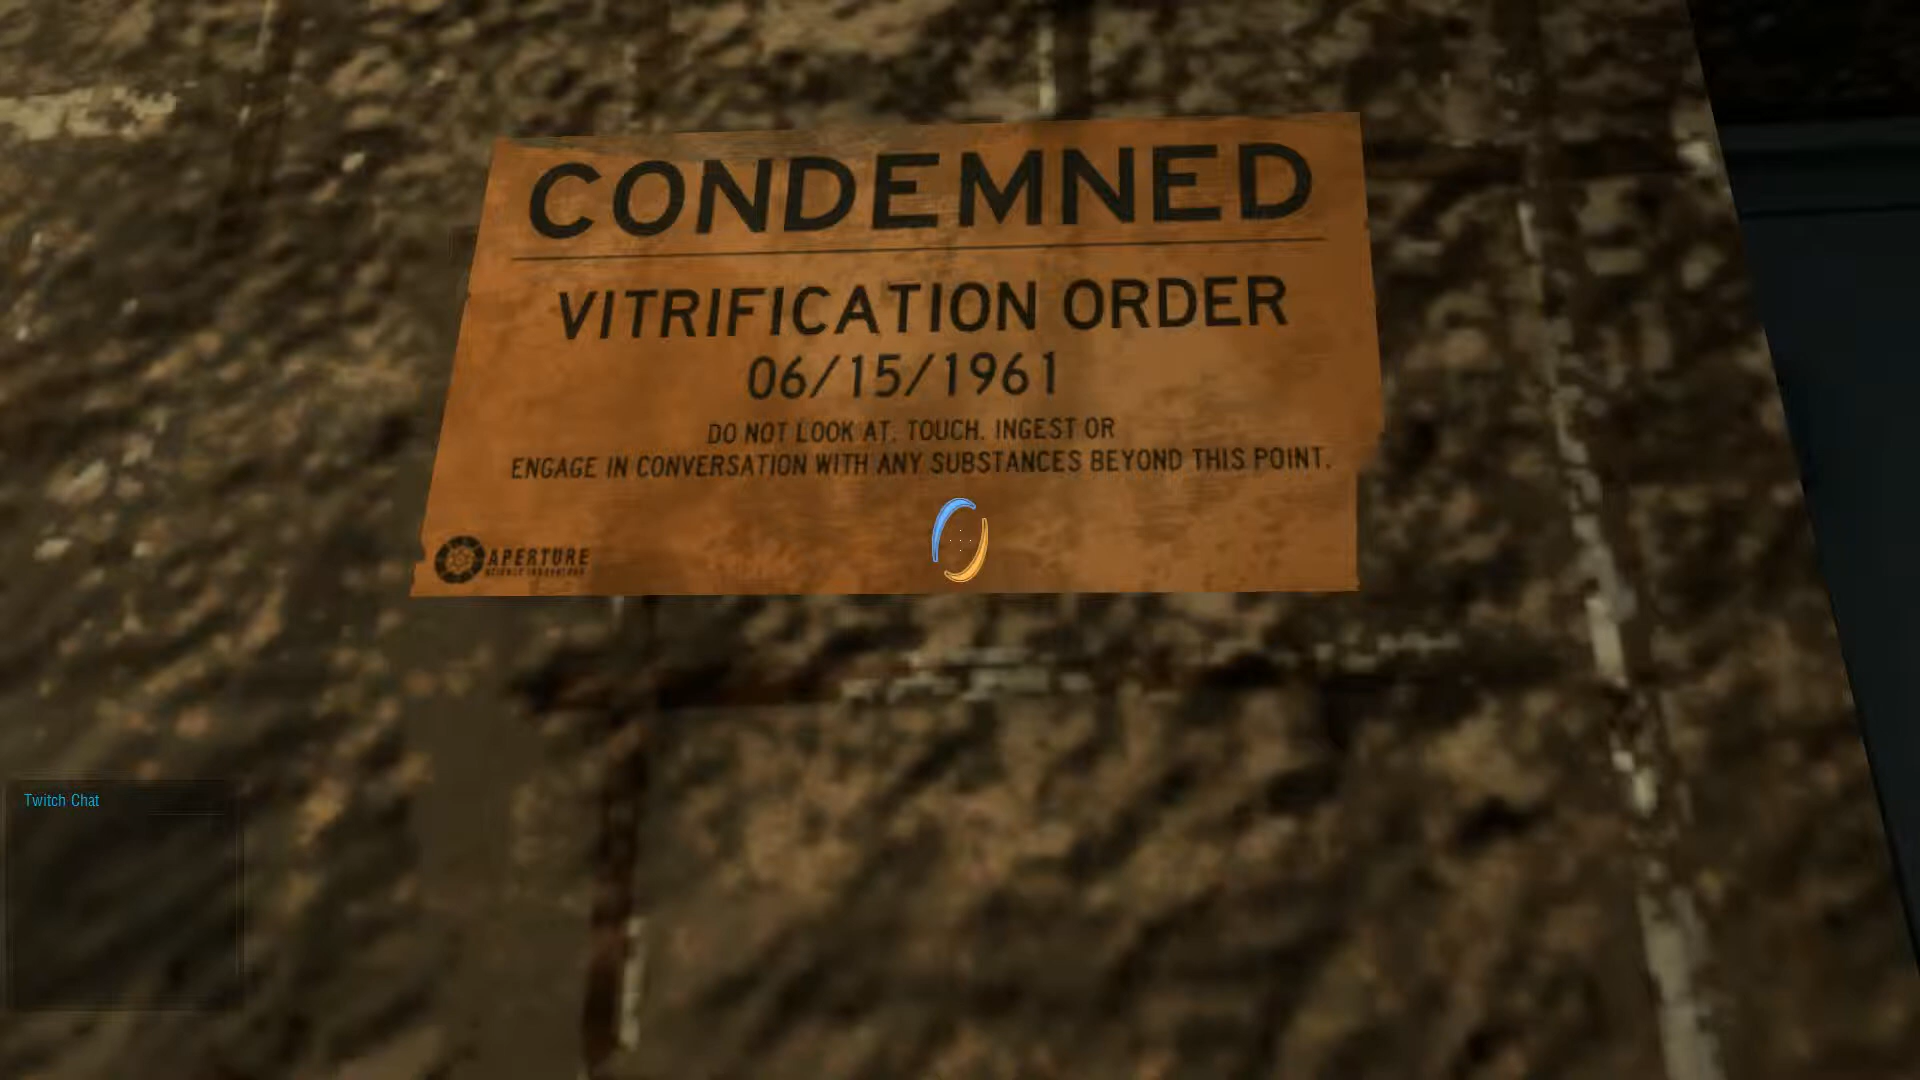 CONDEMNED
VITRIFICATION ORDER
06/15/1961
DO NOT LOOK AT, TOUCH, INGEST OR
ENGAGE IN CONVERSATION WITH ANY SUBSTANCES BEYOND THIS POINT.
APERTURE
Twitch Chat